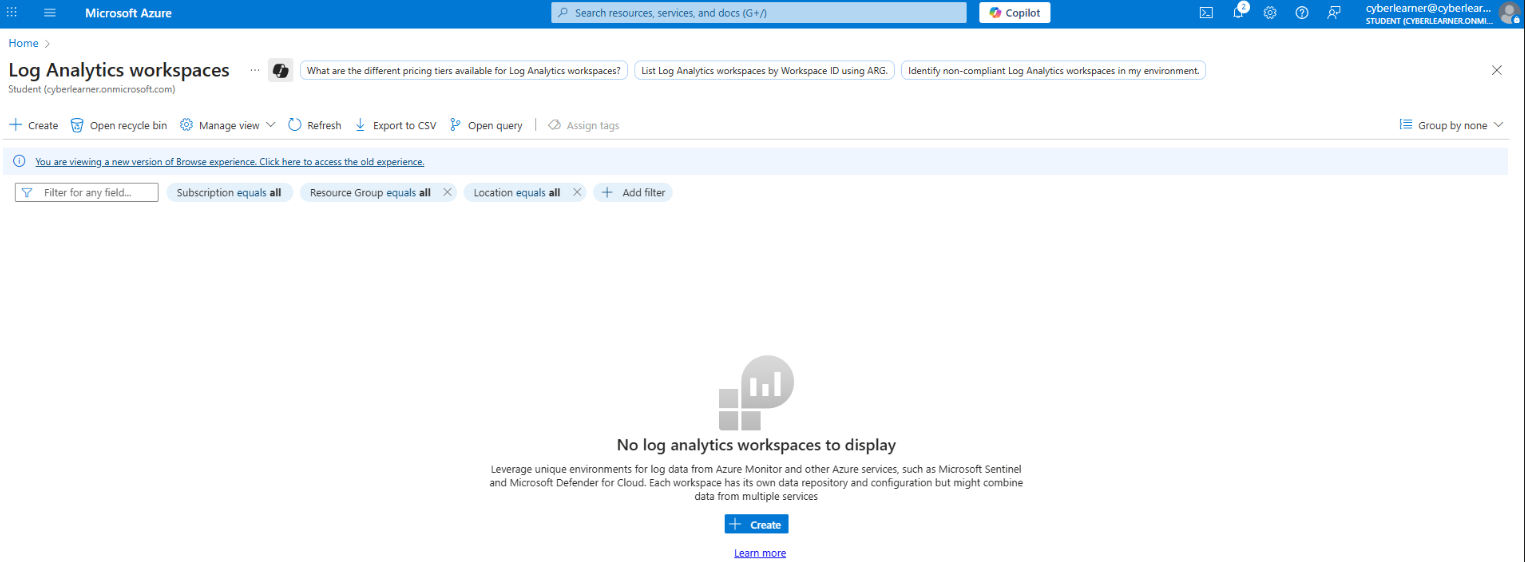 Microsoft Azure
Search resources, services, and docs (G+/)
Copilot
2
cyberlearner@cyberlear...
STUDENT (CYBERLEARNER.ONMI...
Home
Log Analytics workspaces
...
What are the different pricing tiers available for Log Analytics workspaces?
List Log Analytics workspaces by Workspace ID using ARG.
Identify non-compliant Log Analytics workspaces in my environment.
Student (cyberlearner.onmicrosoft.com)
Create
Open recycle bin
Manage view
Refresh
Export to CSV
Open query
Assign tags
Group by none
You are viewing a new version of Browse experience. Click here to access the old experience.
Filter for any field...
Subscription equals all
Resource Group equals all
Location equals all
Add filter
No log analytics workspaces to display
Leverage unique environments for log data from Azure Monitor and other Azure services, such as Microsoft Sentinel
and Microsoft Defender for Cloud. Each workspace has its own data repository and configuration but might combine
data from multiple services
Create
Learn more